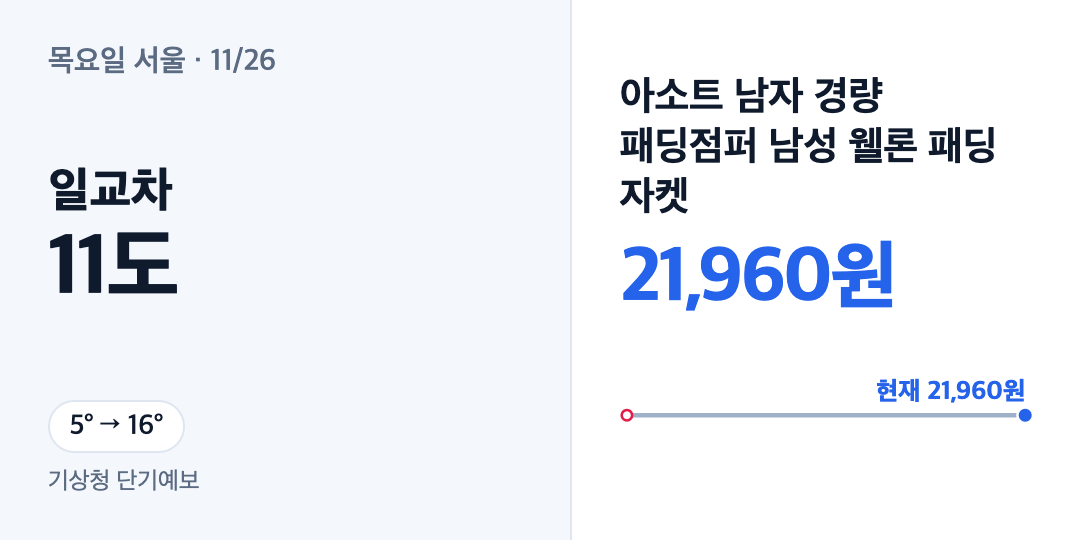 목요일 서울 · 11/26
일교차
11도
5° → 16°
기상청 단기예보
아소트 남자 경량
패딩점퍼 남성 웰론 패딩
자켓
21,960원
현재 21,960원